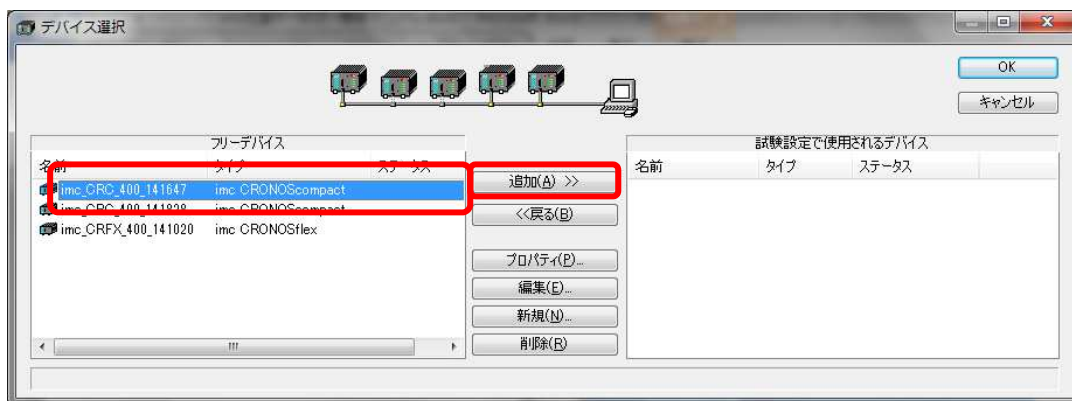 デバイス選択
OK
キャンセル
フリーデバイス
名前 タイプ ステータス
imc_CRC_400_141647 imc CRONOScompact
imc_CRC_400_141828 imc CRONOScompact
imc_CRFX_400_141020 imc CRONOSflex
追加(A) >>
<<戻る(B)
プロパティ(P)...
編集(E)...
新規(N)...
削除(R)
試験設定で使用されるデバイス
名前 タイプ ステータス